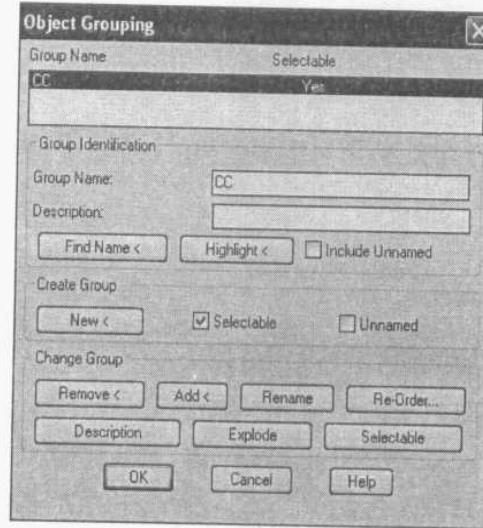 Object Grouping
Group Name Selectable
CC Yes
Group Identification
Group Name: CC
Description:
Find Name < Highlight < Include Unnamed
Create Group
New < Selectable Unnamed
Change Group
Remove < Add < Rename Re-Order...
Description Explode Selectable
OK Cancel Help